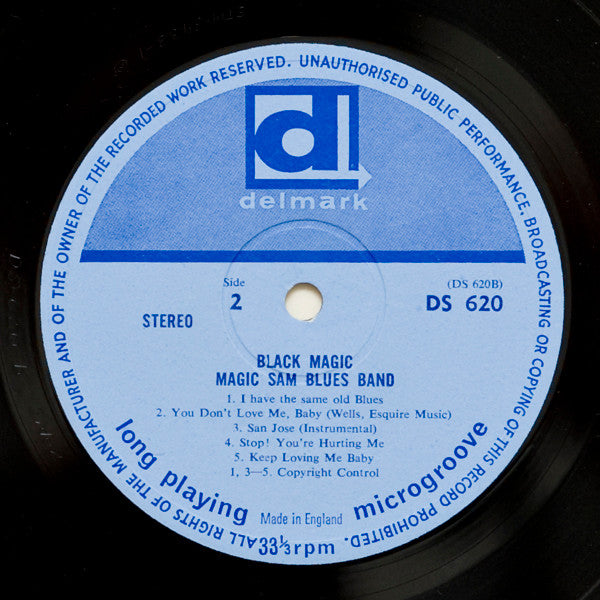 d
delmark
Side
2
(DS 620B)
DS 620
STEREO
BLACK MAGIC
MAGIC SAM BLUES BAND
1. I have the same old Blues
2. You Don't Love Me, Baby (Wells, Esquire Music)
3. San Jose (Instrumental)
4. Stop! You're Hurting Me
5. Keep Loving Me Baby
1, 3—5. Copyright Control
long playing
microgroove
Made in England
33⅓ rpm
ALL RIGHTS OF THE MANUFACTURER AND OF THE OWNER OF THE RECORDED WORK RESERVED. UNAUTHORISED PUBLIC PERFORMANCE, BROADCASTING OR COPYING OF THIS RECORD PROHIBITED.